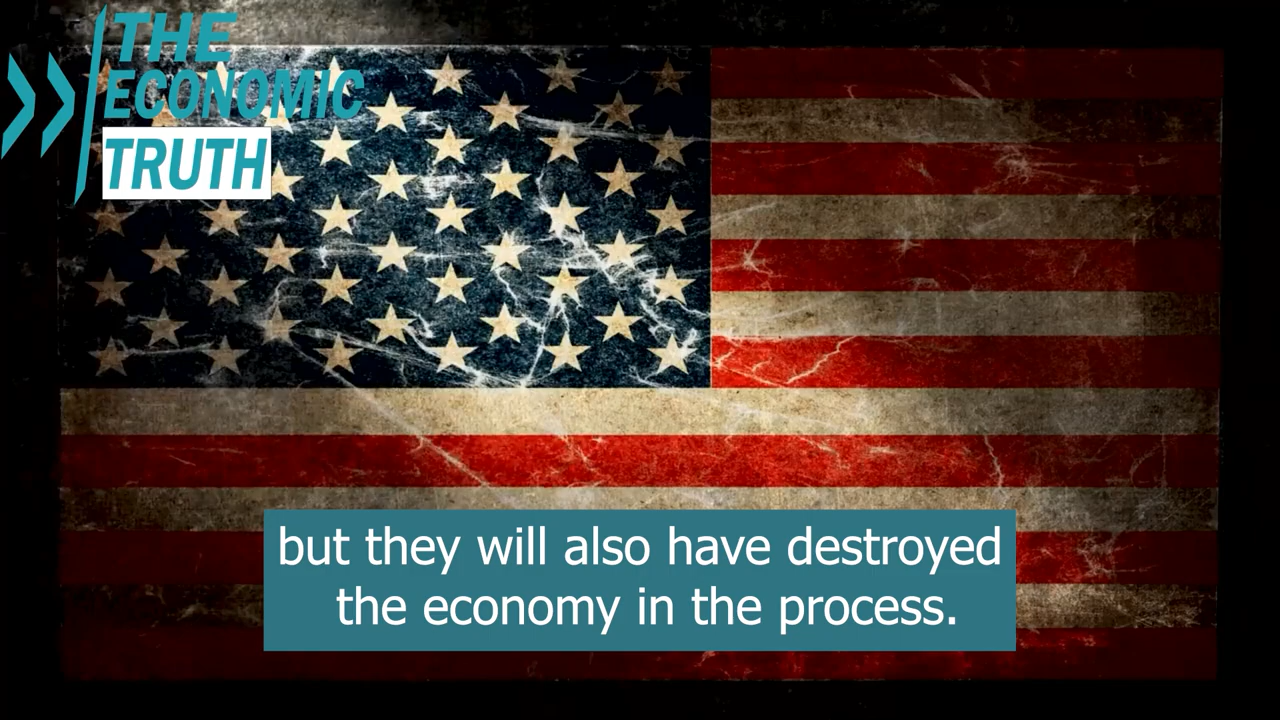 THE
ECONOMIC
TRUTH
but they will also have destroyed
the economy in the process.